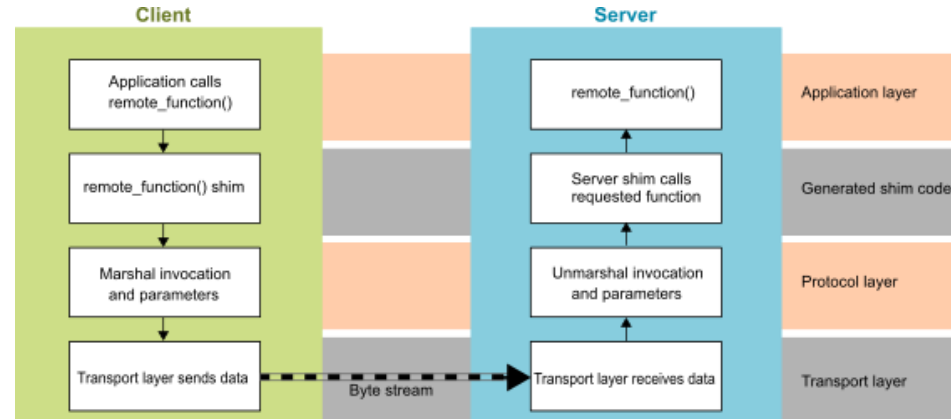 Client
Server
Application calls
remote_function()
remote_function()
Application layer
remote_function() shim
Server shim calls
requested function
Generated shim code
Marshal invocation
and parameters
Unmarshal invocation
and parameters
Protocol layer
Transport layer sends data
Byte stream
Transport layer receives data
Transport layer